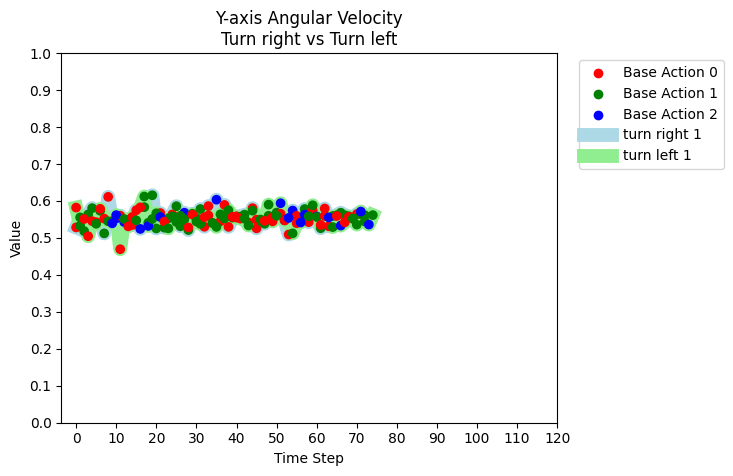 Y-axis Angular Velocity
Turn right vs Turn left
Value
1.0
0.9
0.8
0.7
0.6
0.5
0.4
0.3
0.2
0.1
0.0
0 10 20 30 40 50 60 70 80 90 100 110 120
Time Step
Base Action 0
Base Action 1
Base Action 2
turn right 1
turn left 1